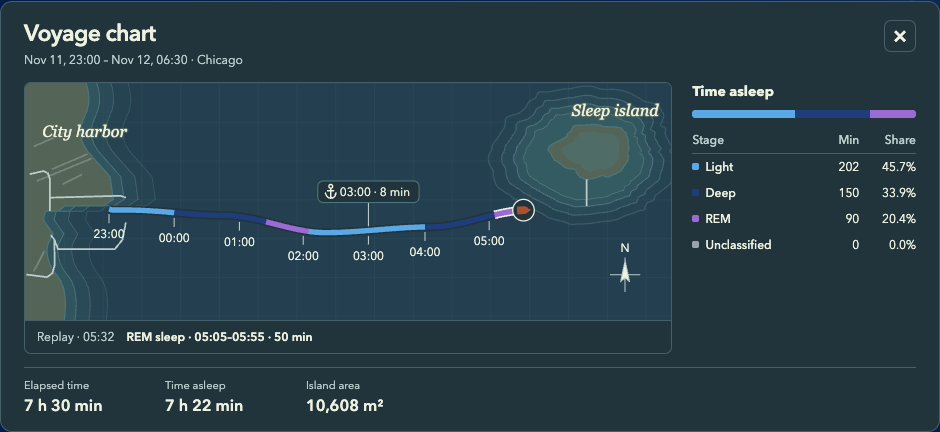 Voyage chart
Nov 11, 23:00 – Nov 12, 06:30 · Chicago
City harbor
Sleep island
03:00 · 8 min
23:00
00:00
01:00
02:00
03:00
04:00
05:00
N
Replay · 05:32 REM sleep · 05:05–05:55 · 50 min
Time asleep
Stage Min Share
Light 202 45.7%
Deep 150 33.9%
REM 90 20.4%
Unclassified 0 0.0%
Elapsed time
7 h 30 min
Time asleep
7 h 22 min
Island area
10,608 m²